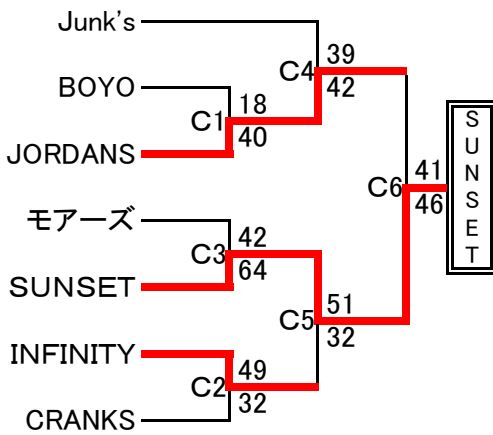 Junk's
39
C4
42
BOYO
18
C1
40
JORDANS
SUNSET
41
C6
46
モアーズ
42
C3
64
SUNSET
51
C5
32
INFINITY
49
C2
32
CRANKS